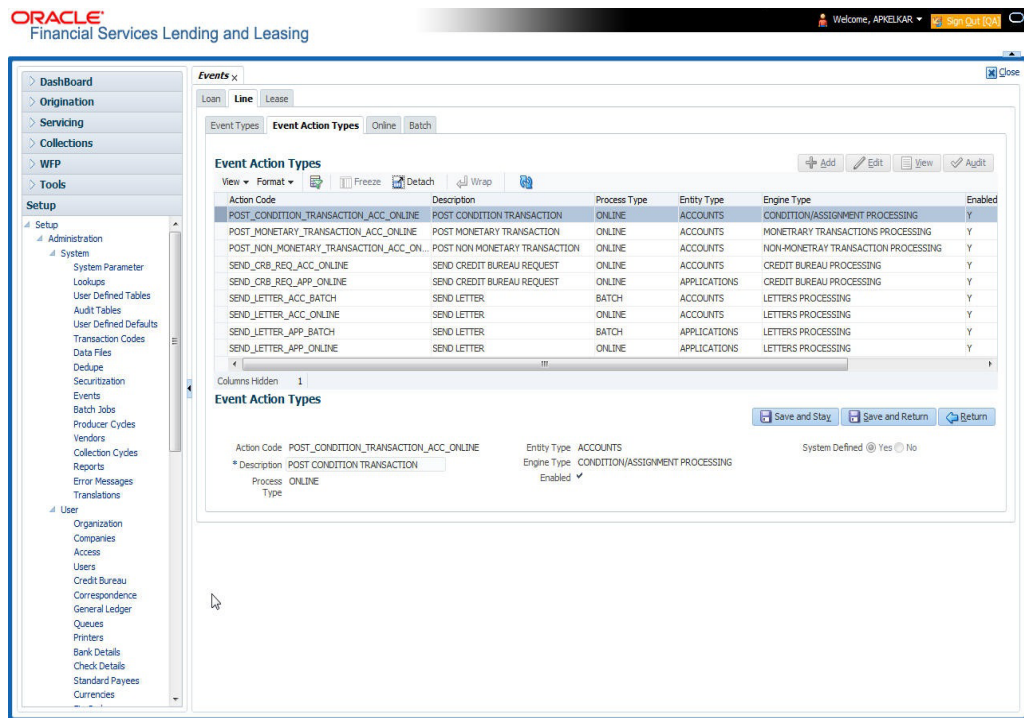 ORACLE
Financial Services Lending and Leasing
Welcome, APKELKAR
Sign Out [QA]
DashBoard
Origination
Servicing
Collections
WFP
Tools
Setup
Setup
Administration
System
System Parameter
Lookups
User Defined Tables
Audit Tables
User Defined Defaults
Transaction Codes
Data Files
Dedupe
Securitization
Events
Batch Jobs
Producer Cycles
Vendors
Collection Cycles
Reports
Error Messages
Translations
User
Organization
Companies
Access
Users
Credit Bureau
Correspondence
General Ledger
Queues
Printers
Bank Details
Check Details
Standard Payees
Currencies
Events X
Close
Loan Line Lease
Event Types Event Action Types Online Batch
Event Action Types
Add Edit View Audit
View Format Freeze Detach Wrap
Action Code Description Process Type Entity Type Engine Type Enabled
POST_CONDITION_TRANSACTION_ACC_ONLINE POST CONDITION TRANSACTION ONLINE ACCOUNTS CONDITION/ASSIGNMENT PROCESSING Y
POST_MONETARY_TRANSACTION_ACC_ONLINE POST MONETARY TRANSACTION ONLINE ACCOUNTS MONETRARY TRANSACTIONS PROCESSING Y
POST_NON_MONETARY_TRANSACTION_ACC_ON... POST NON MONETARY TRANSACTION ONLINE ACCOUNTS NON-MONETRAY TRANSACTION PROCESSING Y
SEND_CRB_REQ_ACC_ONLINE SEND CREDIT BUREAU REQUEST ONLINE ACCOUNTS CREDIT BUREAU PROCESSING Y
SEND_CRB_REQ_APP_ONLINE SEND CREDIT BUREAU REQUEST ONLINE APPLICATIONS CREDIT BUREAU PROCESSING Y
SEND_LETTER_ACC_BATCH SEND LETTER BATCH ACCOUNTS LETTERS PROCESSING Y
SEND_LETTER_ACC_ONLINE SEND LETTER ONLINE ACCOUNTS LETTERS PROCESSING Y
SEND_LETTER_APP_BATCH SEND LETTER BATCH APPLICATIONS LETTERS PROCESSING Y
SEND_LETTER_APP_ONLINE SEND LETTER ONLINE APPLICATIONS LETTERS PROCESSING Y
Columns Hidden 1
Event Action Types
Save and Stay Save and Return Return
Action Code POST_CONDITION_TRANSACTION_ACC_ONLINE Entity Type ACCOUNTS System Defined Yes No
* Description POST CONDITION TRANSACTION Engine Type CONDITION/ASSIGNMENT PROCESSING
Process Type ONLINE Enabled